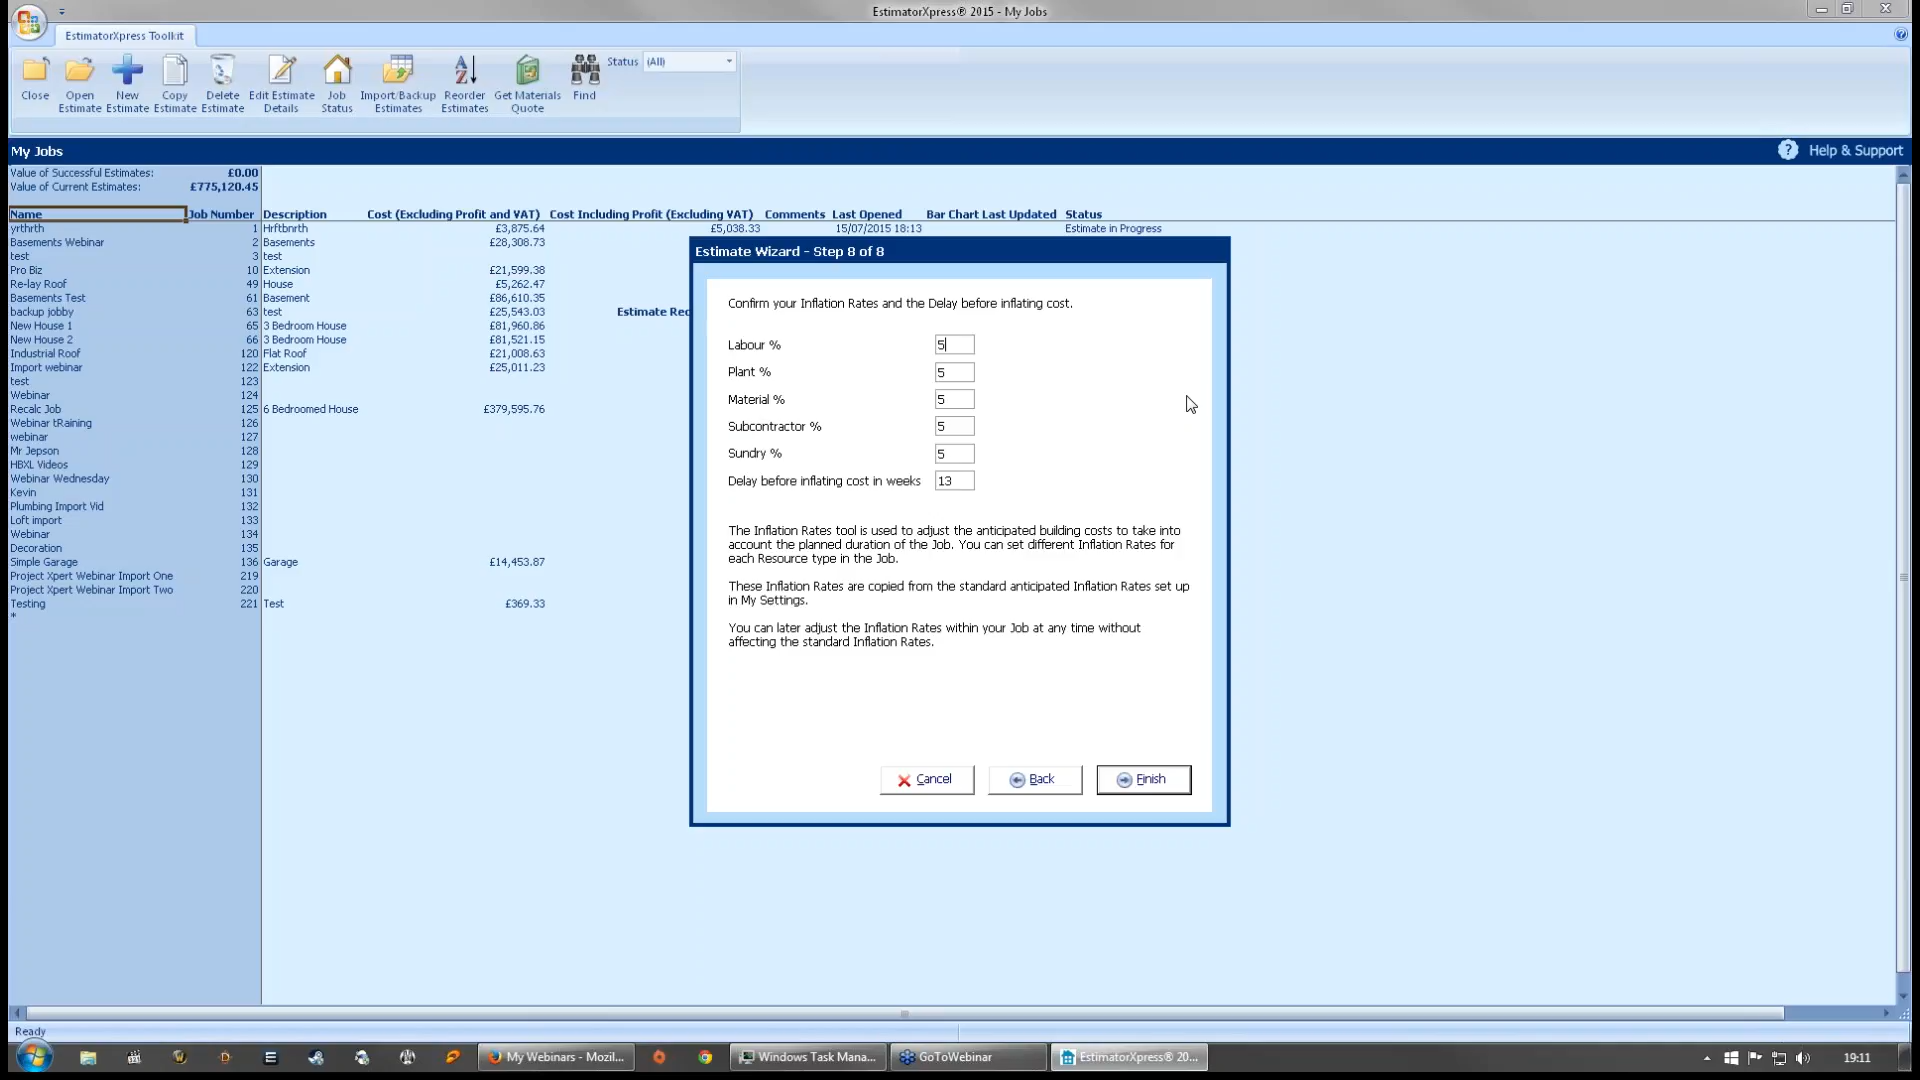 EstimatorXpress® 2015 - My Jobs
EstimatorXpress Toolkit
Close
Open Estimate
New Estimate
Copy Estimate
Delete Estimate
Edit Estimate Details
Job Status
Import/Backup Estimates
Reorder Estimates
Get Materials Quote
Find
Status (All)
My Jobs
Help & Support
Value of Successful Estimates: £0.00
Value of Current Estimates: £775,120.45
Name Job Number Description Cost (Excluding Profit and VAT) Cost Including Profit (Excluding VAT) Comments Last Opened Bar Chart Last Updated Status
yrthrth 1 Hrftbnrth £3,875.64 £5,038.33 15/07/2015 18:13 Estimate in Progress
Basements Webinar 2 Basements £28,308.73
test 3 test
Pro Biz 10 Extension £21,599.38
Re-lay Roof 49 House £5,262.47
Basements Test 61 Basement £86,610.35
backup jobby 63 test £25,543.03 Estimate Rec
New House 1 65 3 Bedroom House £81,960.86
New House 2 66 3 Bedroom House £81,521.15
Industrial Roof 120 Flat Roof £21,008.63
Import webinar 122 Extension £25,011.23
test 123
Webinar 124
Recalc Job 125 6 Bedroomed House £379,595.76
Webinar tRaining 126
webinar 127
Mr Jepson 128
HBXL Videos 129
Webinar Wednesday 130
Kevin 131
Plumbing Import Vid 132
Loft import 133
Webinar 134
Decoration 135
Simple Garage 136 Garage £14,453.87
Project Xpert Webinar Import One 219
Project Xpert Webinar Import Two 220
Testing 221 Test £369.33
*
Estimate Wizard - Step 8 of 8
Confirm your Inflation Rates and the Delay before inflating cost.
Labour % 5
Plant % 5
Material % 5
Subcontractor % 5
Sundry % 5
Delay before inflating cost in weeks 13
The Inflation Rates tool is used to adjust the anticipated building costs to take into
account the planned duration of the Job. You can set different Inflation Rates for
each Resource type in the Job.
These Inflation Rates are copied from the standard anticipated Inflation Rates set up
in My Settings.
You can later adjust the Inflation Rates within your Job at any time without
affecting the standard Inflation Rates.
Cancel
Back
Finish
Ready
My Webinars - Mozil...
Windows Task Mana...
GoToWebinar
EstimatorXpress® 20...
19:11